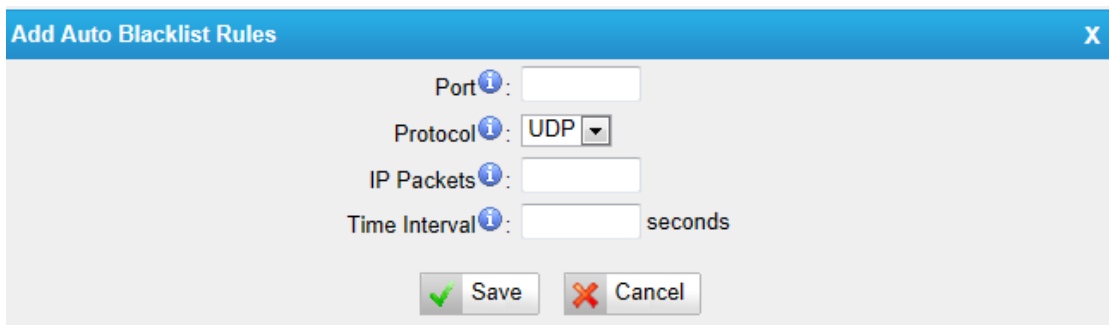 Add Auto Blacklist Rules X
Port i :
Protocol i : UDP
IP Packets i :
Time Interval i : seconds
Save Cancel